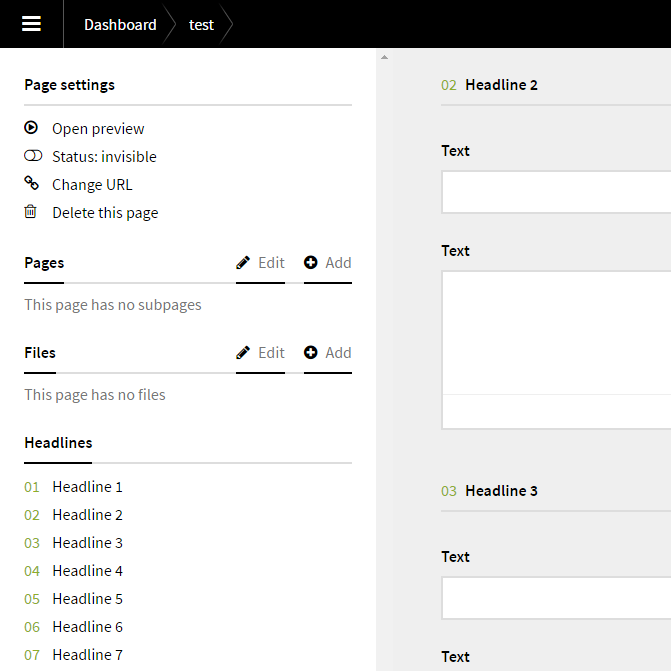 Dashboard
test
Page settings
Open preview
Status: invisible
Change URL
Delete this page
Pages
Edit
Add
This page has no subpages
Files
Edit
Add
This page has no files
Headlines
01 Headline 1
02 Headline 2
03 Headline 3
04 Headline 4
05 Headline 5
06 Headline 6
07 Headline 7
02 Headline 2
Text
Text
03 Headline 3
Text
Text